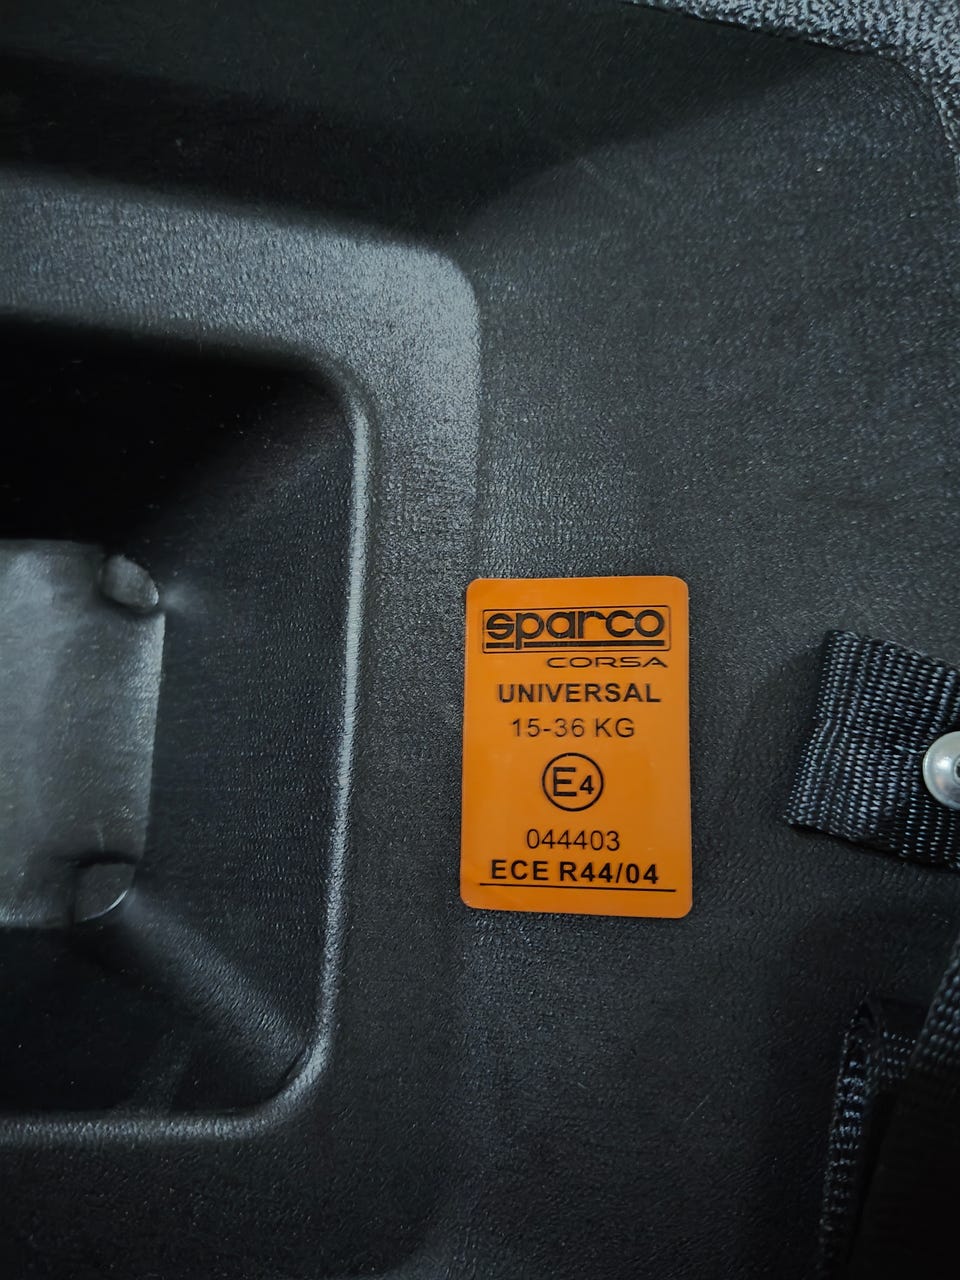 sparco
CORSA
UNIVERSAL
15-36 KG
E4
044403
ECE R44/04